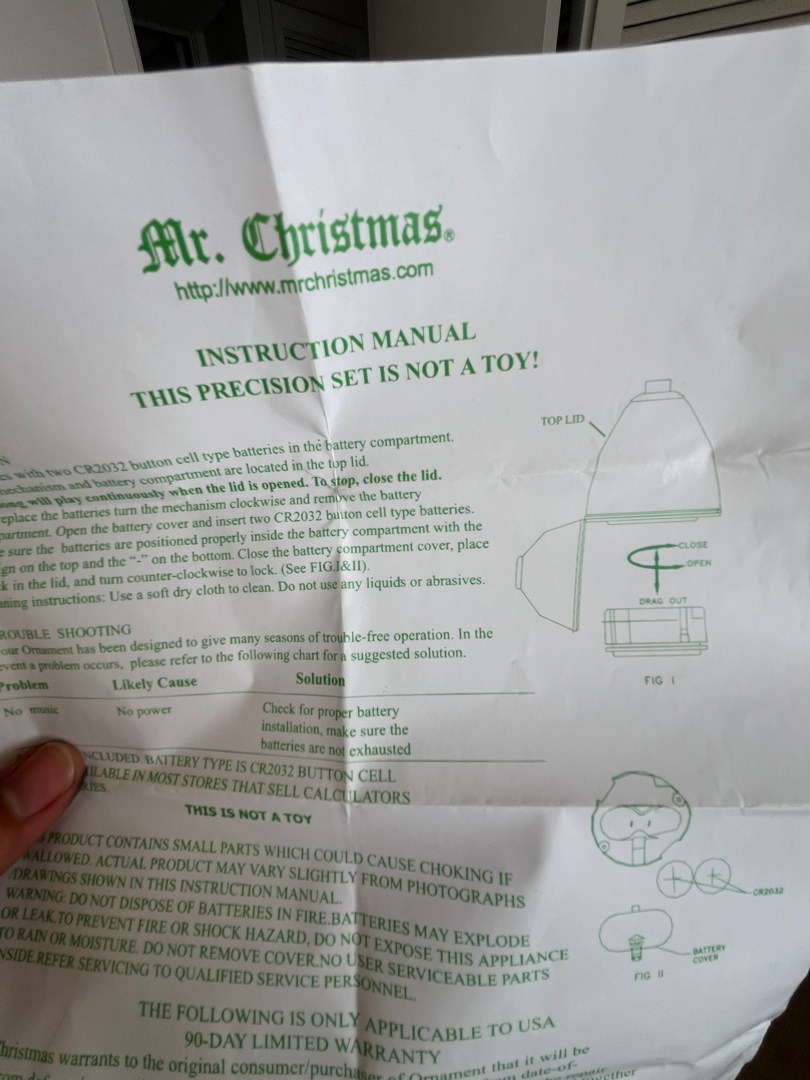 Mr. Christmas®
http://www.mrchristmas.com
INSTRUCTION MANUAL
THIS PRECISION SET IS NOT A TOY!
with two CR2032 button cell type batteries in the battery compartment.
mechanism and battery compartment are located in the top lid.
song will play continuously when the lid is opened. To stop, close the lid.
replace the batteries turn the mechanism clockwise and remove the battery
partment. Open the battery cover and insert two CR2032 button cell type batteries.
e sure the batteries are positioned properly inside the battery compartment with the
gn on the top and the “-” on the bottom. Close the battery compartment cover, place
k in the lid, and turn counter-clockwise to lock. (See FIG.I&II).
aning instructions: Use a soft dry cloth to clean. Do not use any liquids or abrasives.
TOP LID
CLOSE
OPEN
DRAG OUT
FIG I
ROUBLE SHOOTING
our Ornament has been designed to give many seasons of trouble-free operation. In the
event a problem occurs, please refer to the following chart for a suggested solution.
Problem Likely Cause Solution
No music No power Check for proper battery
installation, make sure the
batteries are not exhausted
NCLUDED. BATTERY TYPE IS CR2032 BUTTON CELL
ILABLE IN MOST STORES THAT SELL CALCULATORS
RIES.
THIS IS NOT A TOY
PRODUCT CONTAINS SMALL PARTS WHICH COULD CAUSE CHOKING IF
WALLOWED. ACTUAL PRODUCT MAY VARY SLIGHTLY FROM PHOTOGRAPHS
DRAWINGS SHOWN IN THIS INSTRUCTION MANUAL.
WARNING: DO NOT DISPOSE OF BATTERIES IN FIRE.BATTERIES MAY EXPLODE
OR LEAK.TO PREVENT FIRE OR SHOCK HAZARD, DO NOT EXPOSE THIS APPLIANCE
TO RAIN OR MOISTURE. DO NOT REMOVE COVER.NO USER SERVICEABLE PARTS
NSIDE.REFER SERVICING TO QUALIFIED SERVICE PERSONNEL.
CR2032
BATTERY
COVER
FIG II
THE FOLLOWING IS ONLY APPLICABLE TO USA
90-DAY LIMITED WARRANTY
Christmas warrants to the original consumer/purchaser of Ornament that it will be
date-of-